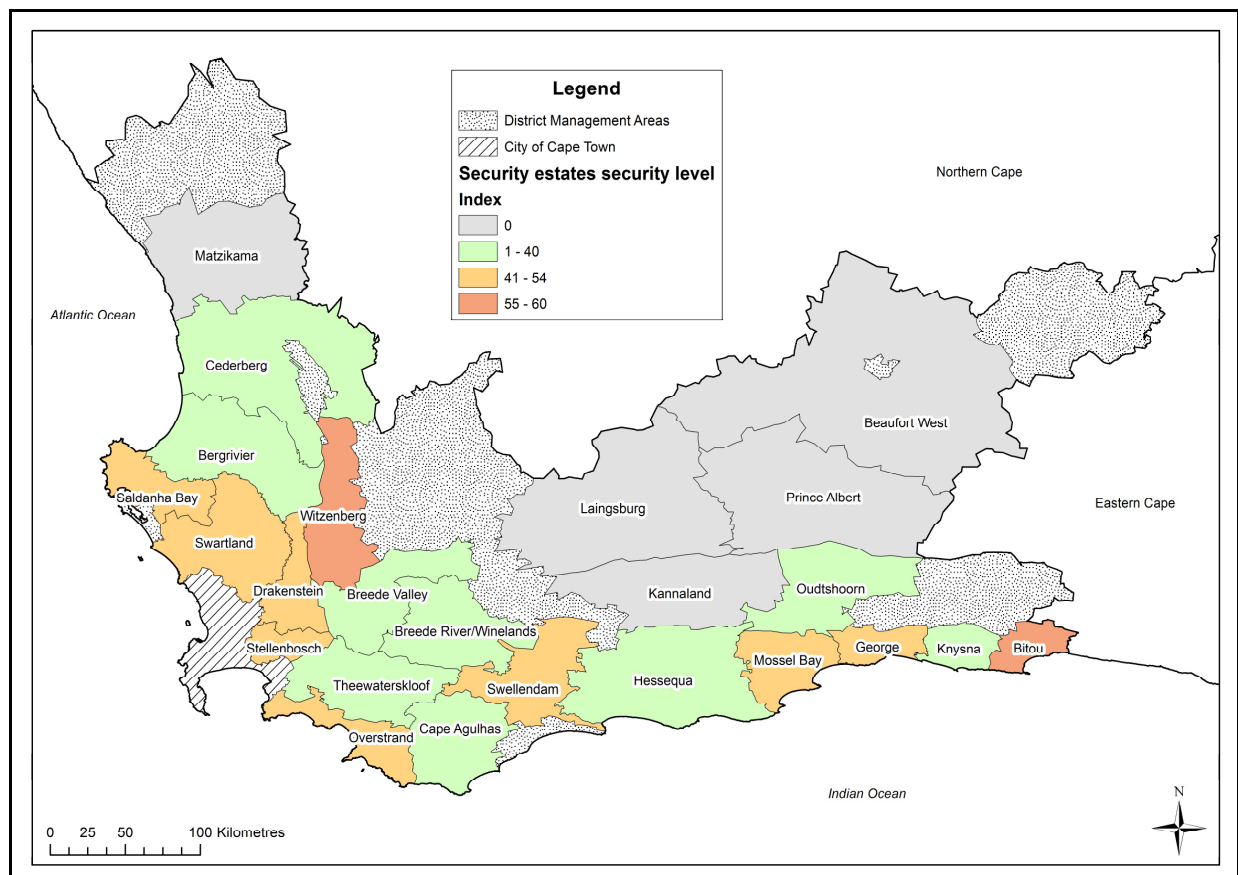 Legend
District Management Areas
City of Cape Town
Security estates security level
Index
0
1 - 40
41 - 54
55 - 60
Northern Cape
Matzikama
Atlantic Ocean
Cederberg
Beaufort West
Bergrivier
Saldanha Bay
Prince Albert
Eastern Cape
Laingsburg
Witzenberg
Swartland
Drakenstein
Breede Valley
Kannaland
Oudtshoorn
Breede River/Winelands
Stellenbosch
George
Knysna
Bitou
Mossel Bay
Theewaterskloof
Swellendam
Hessequa
Cape Agulhas
Overstrand
Indian Ocean
N
0 25 50 100 Kilometres